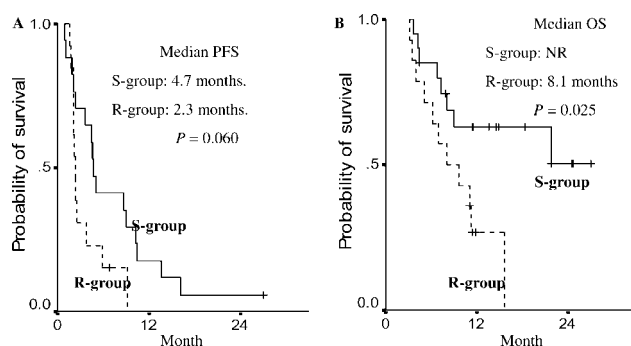 A
Median PFS
S-group: 4.7 months.
R-group: 2.3 months.
P = 0.060
S-group
R-group
Probability of survival
1.0
.5
0.0
0
12
24
Month
B
Median OS
S-group: NR
R-group: 8.1 months
P = 0.025
S-group
R-group
Probability of survival
1.0
.5
0.0
0
12
24
Month